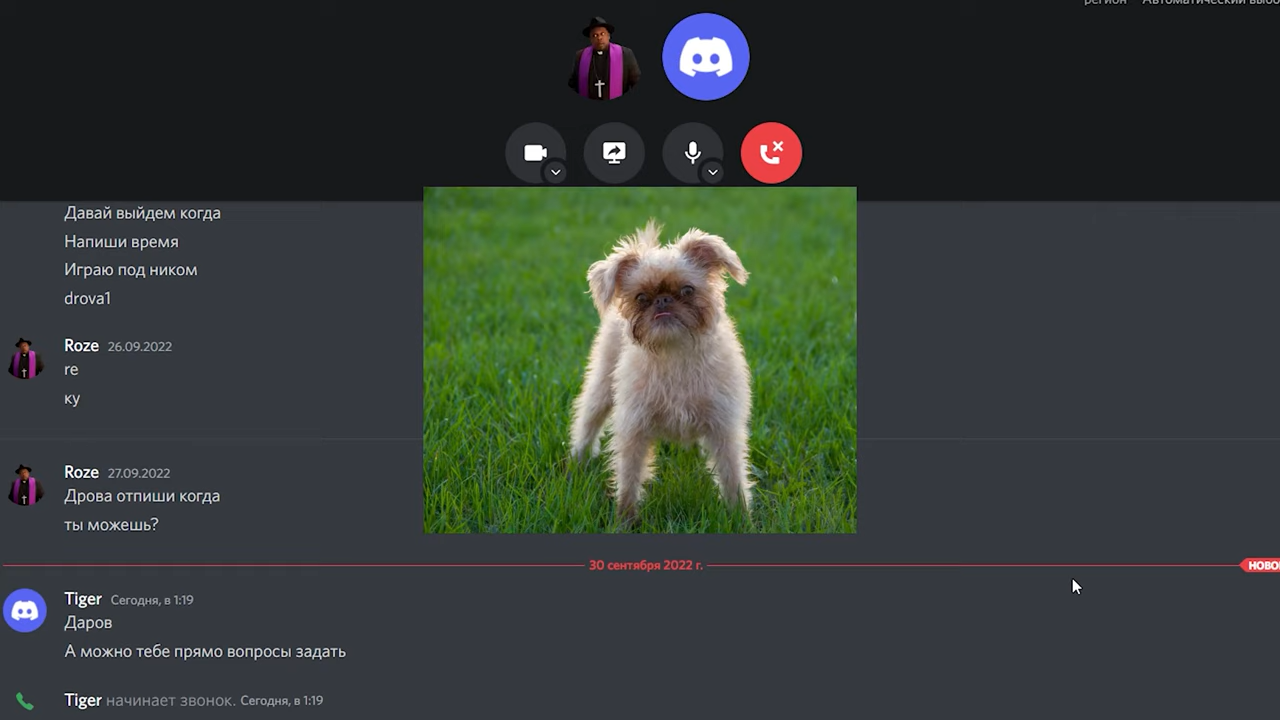 регион Автоматический выбо
Давай выйдем когда
Напиши время
Играю под ником
drova1
Roze 26.09.2022
re
ку
Roze 27.09.2022
Дрова отпиши когда
ты можешь?
30 сентября 2022 г.
НОВО
Tiger Сегодня, в 1:19
Даров
А можно тебе прямо вопросы задать
Tiger начинает звонок. Сегодня, в 1:19